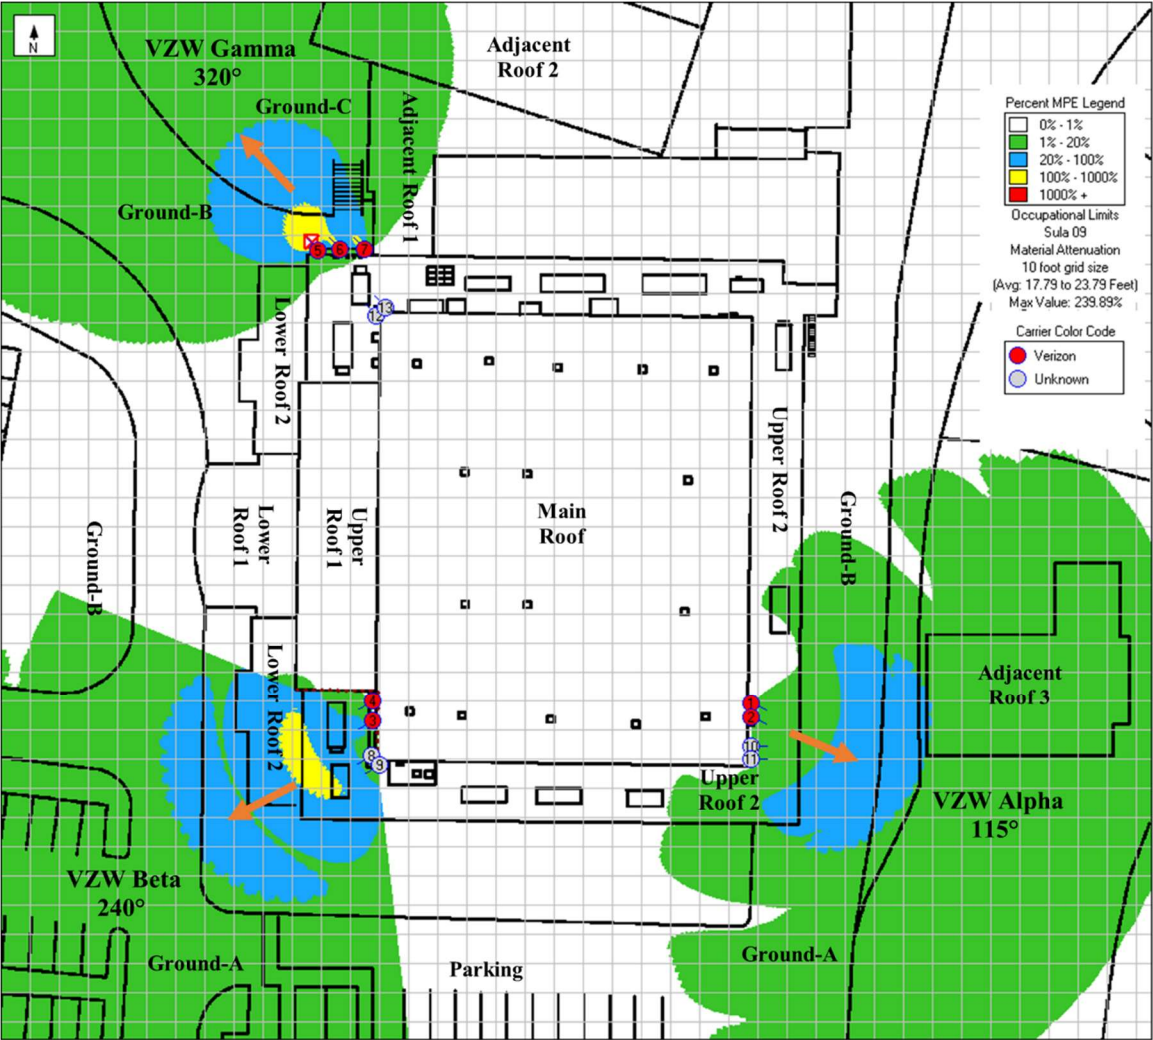 N
VZW Gamma
320°
Adjacent
Roof 2
Ground-C
Adjacent Roof 1
Ground-B
Percent MPE Legend
0% - 1%
1% - 20%
20% - 100%
100% - 1000%
1000% +
Occupational Limits
Sula 09
Material Attenuation
10 foot grid size
(Avg: 17.79 to 23.79 Feet)
Max Value: 239.89%
Carrier Color Code
Verizon
Unknown
5 6 7
13
12
Lower Roof 2
Upper Roof 2
Main
Roof
Lower
Roof 1
Upper
Roof 1
Ground-B
Ground-B
Lower Roof 2
4
3
8
9
1
2
10
11
Adjacent
Roof 3
Upper
Roof 2
VZW Alpha
115°
VZW Beta
240°
Ground-A
Parking
Ground-A